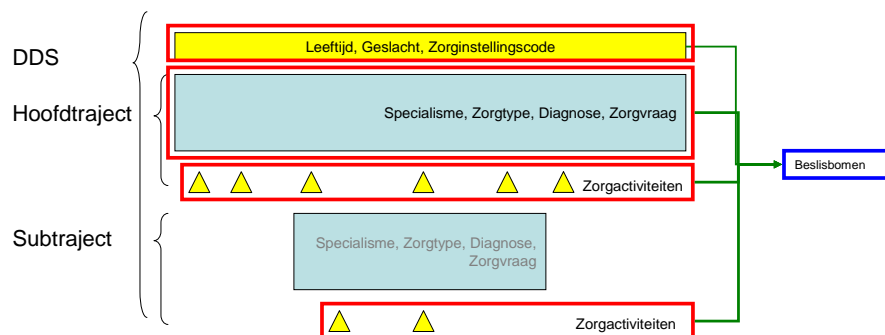 Leeftijd, Geslacht, Zorginstellingscode
DDS
Hoofdtraject
Specialisme, Zorgtype, Diagnose, Zorgvraag
Beslisbomen
Zorgactiviteiten
Subtraject
Specialisme, Zorgtype, Diagnose,
Zorgvraag
Zorgactiviteiten